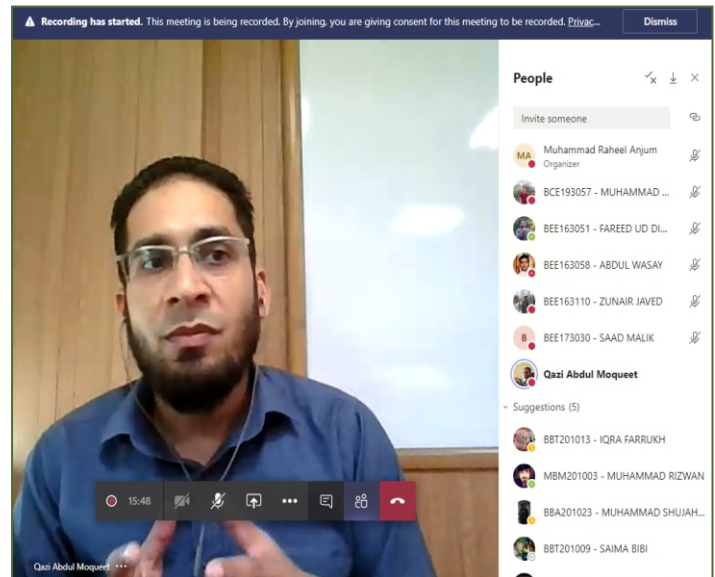 Recording has started. This meeting is being recorded. By joining, you are giving consent for this meeting to be recorded. Privac... Dismiss
People
Invite someone
MA Muhammad Raheel Anjum
Organizer
BCE193057 - MUHAMMAD ...
BEE163051 - FAREED UD DI...
BEE163058 - ABDUL WASAY
BEE163110 - ZUNAIR JAVED
B BEE173030 - SAAD MALIK
Qazi Abdul Moqueet
Suggestions (5)
BBT201013 - IQRA FARRUKH
MBM201003 - MUHAMMAD RIZWAN
BBA201023 - MUHAMMAD SHUJAH...
BBT201009 - SAIMA BIBI
15:48
Qazi Abdul Moqueet